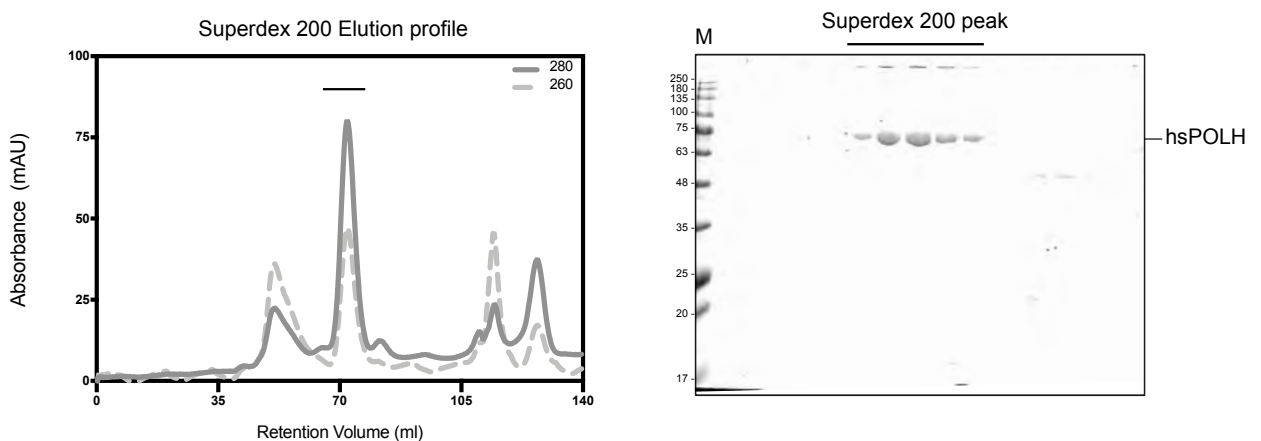 Superdex 200 Elution profile
100
75
50
25
0
Absorbance (mAU)
280
260
0 35 70 105 140
Retention Volume (ml)
Superdex 200 peak
M
250 -
180 -
135 -
100 -
75 -
63 -
48 -
35 -
25 -
20 -
17 -
hsPOLH